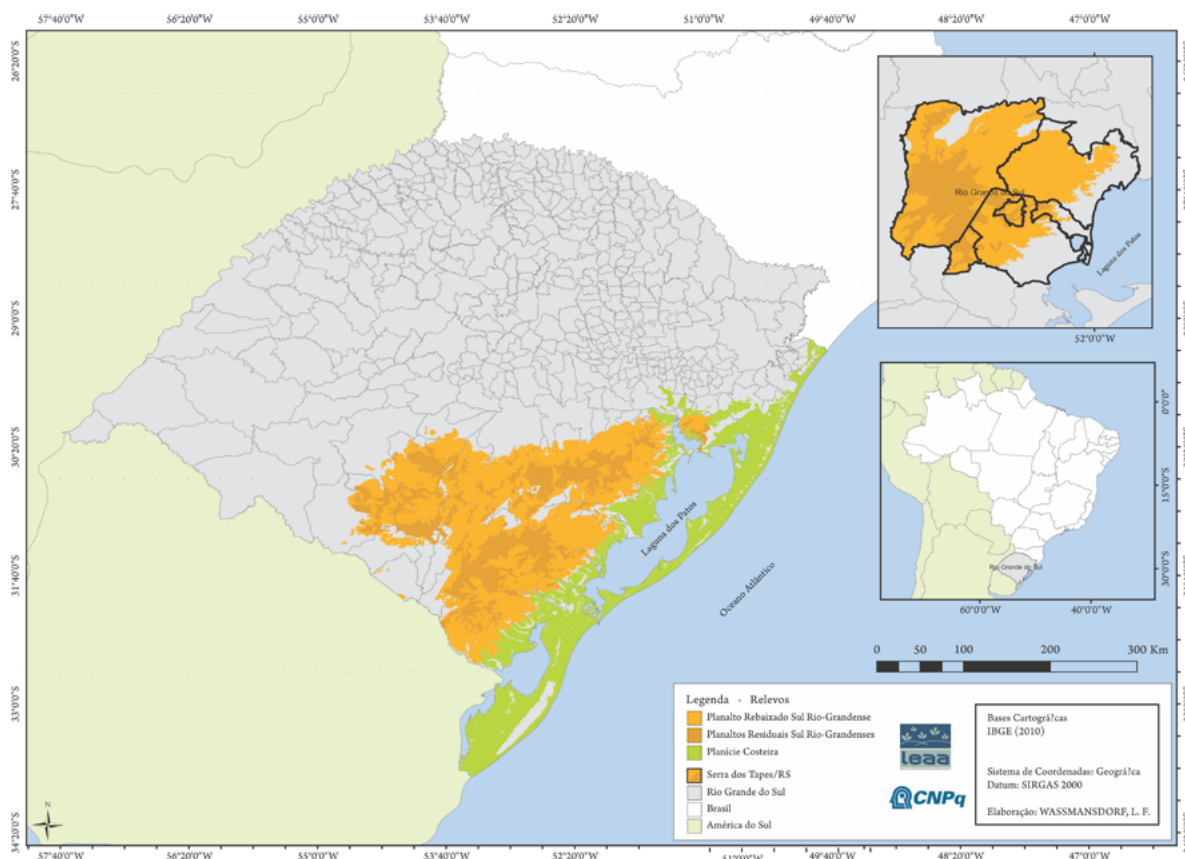 57°40'0"W 56°20'0"W 55°0'0"W 53°40'0"W 52°20'0"W 51°0'0"W 49°40'0"W 48°20'0"W 47°0'0"W
26°20'0"S
27°40'0"S
29°0'0"S
30°20'0"S
31°40'0"S
33°0'0"S
34°20'0"S
Rio Grande do Sul
Laguna dos Patos
52°0'0"W
0°0'0"
15°0'0"S
30°0'0"S
Rio Grande do Sul
60°0'0"W 40°0'0"W
Laguna dos Patos
Oceano Atlântico
0 50 100 200 300 Km
Legenda - Relevos
Planalto Rebaixado Sul Rio-Grandense
Planaltos Residuais Sul Rio-Grandenses
Planície Costeira
Serra dos Tapes/RS
Rio Grande do Sul
Brasil
América do Sul
leaa
CNPq
Bases Cartográ?cas
IBGE (2010)
Sistema de Coordenadas: Geográ?ca
Datum: SIRGAS 2000
Elaboração: WASSMANSDORF, L. F.
N
57°40'0"W 56°20'0"W 55°0'0"W 53°40'0"W 52°20'0"W 51°0'0"W 49°40'0"W 48°20'0"W 47°0'0"W